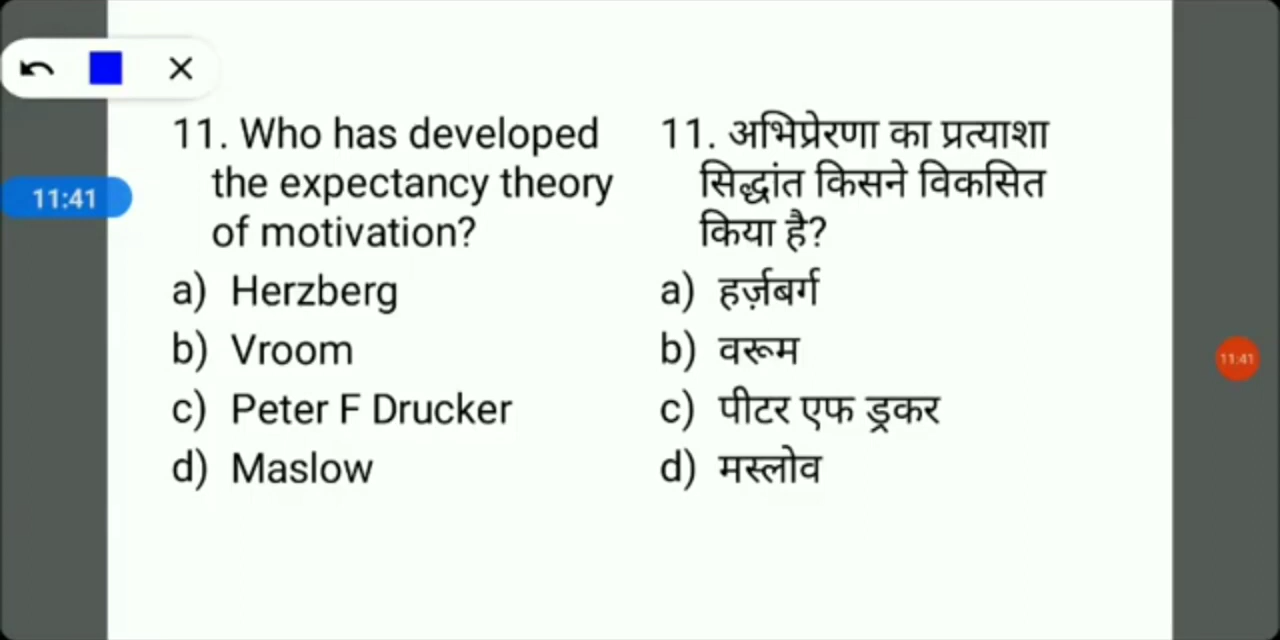 11. Who has developed
the expectancy theory
of motivation?
a) Herzberg
b) Vroom
c) Peter F Drucker
d) Maslow
11. अभिप्रेरणा का प्रत्याशा
सिद्धांत किसने विकसित
किया है?
a) हर्ज़बर्ग
b) वरूम
c) पीटर एफ ड्रकर
d) मस्लोव
11:41
11:41